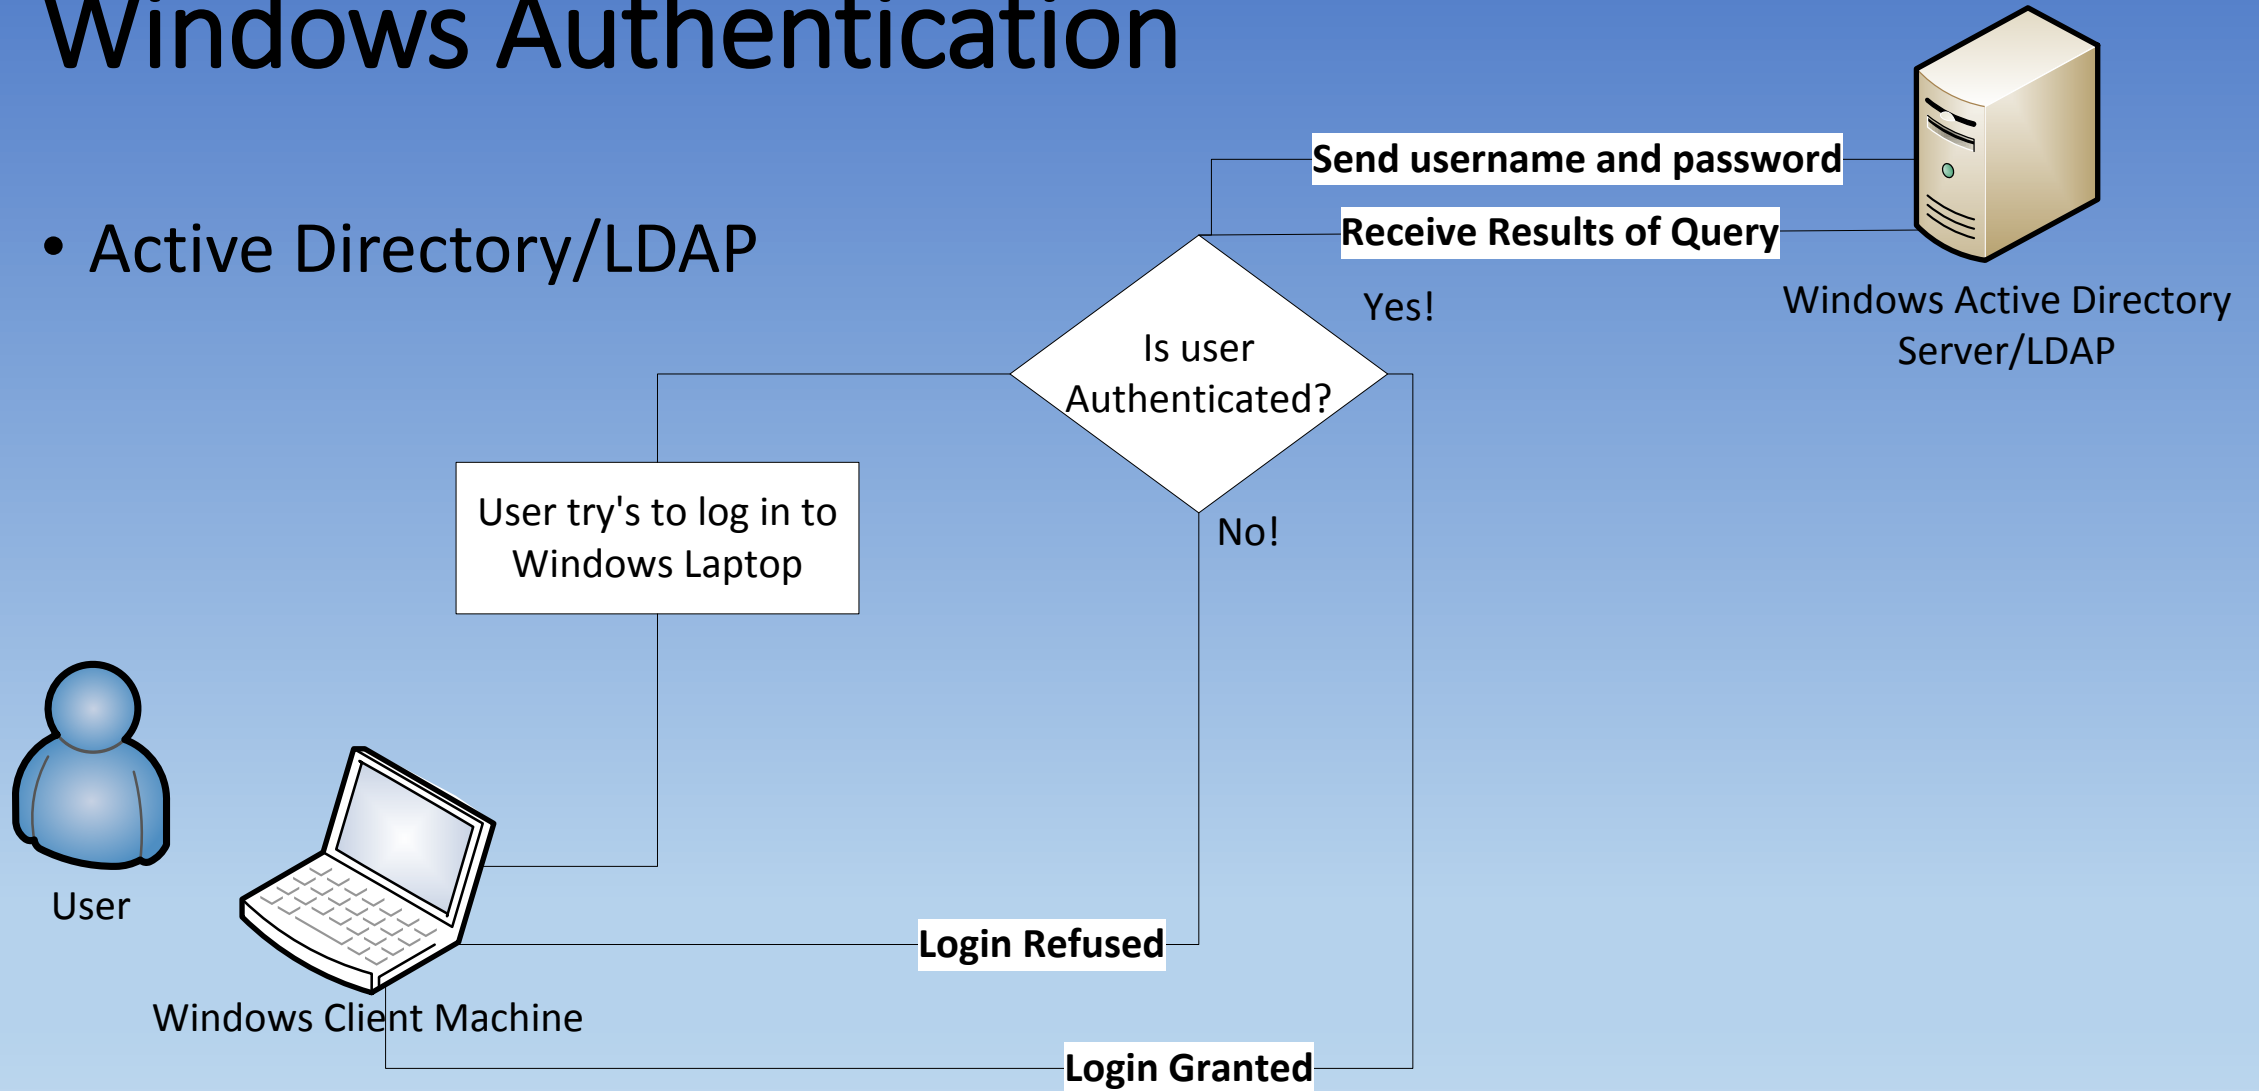 Windows Authentication
• Active Directory/LDAP
Send username and password
Receive Results of Query
Windows Active Directory
Server/LDAP
Yes!
Is user
Authenticated?
No!
User try's to log in to
Windows Laptop
User
Windows Client Machine
Login Refused
Login Granted